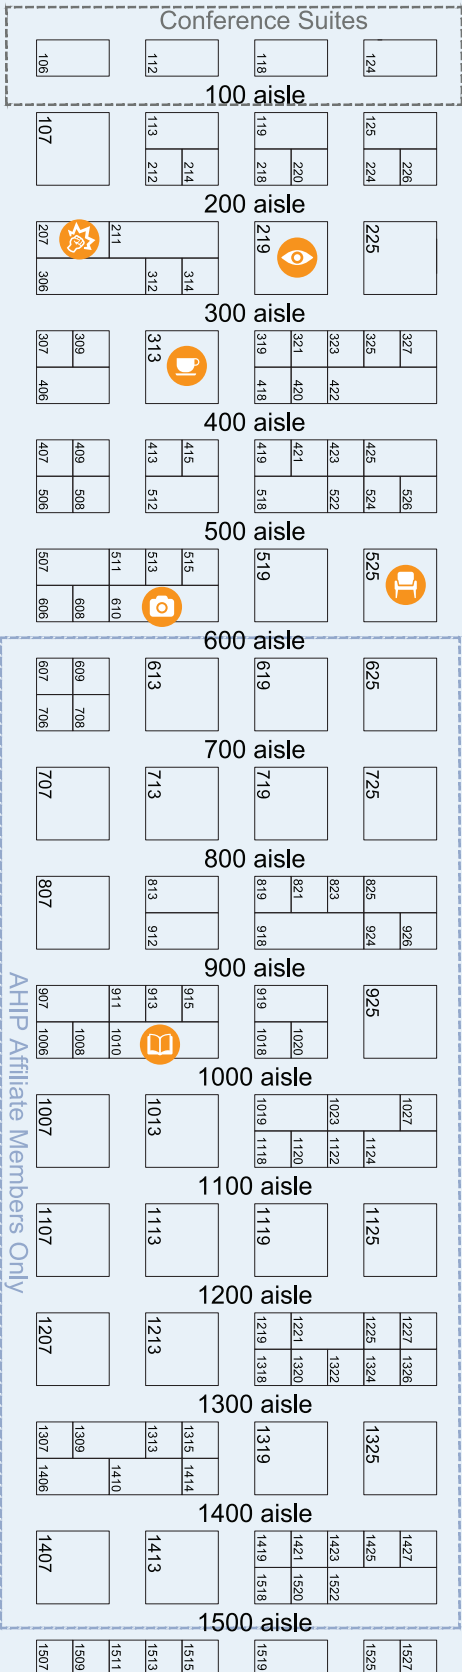 Conference Suites
106 112 118 124
100 aisle
107 113 119 125
212 214 218 220 224 226
200 aisle
207 211 219 225
306 312 314
300 aisle
307 309 313 319 321 323 325 327
406 418 420 422
400 aisle
407 409 413 415 419 421 423 425
506 508 512 518 522 524 526
500 aisle
507 511 513 515 519 525
606 608 610
600 aisle
607 609 613 619 625
706 708
700 aisle
707 713 719 725
800 aisle
807 813 819 821 823 825
912 918 924 926
900 aisle
907 911 913 915 919 925
1006 1008 1010 1018 1020
1000 aisle
1007 1013 1019 1023 1027
1118 1120 1122 1124
1100 aisle
1107 1113 1119 1125
1200 aisle
1207 1213 1219 1221 1225 1227
1318 1320 1322 1324 1326
1300 aisle
1307 1309 1313 1315 1319 1325
1406 1410 1414
1400 aisle
1407 1413 1419 1421 1423 1425 1427
1518 1520 1522
1500 aisle
1507 1509 1511 1513 1515 1519 1525 1527
AHIP Affiliate Members Only